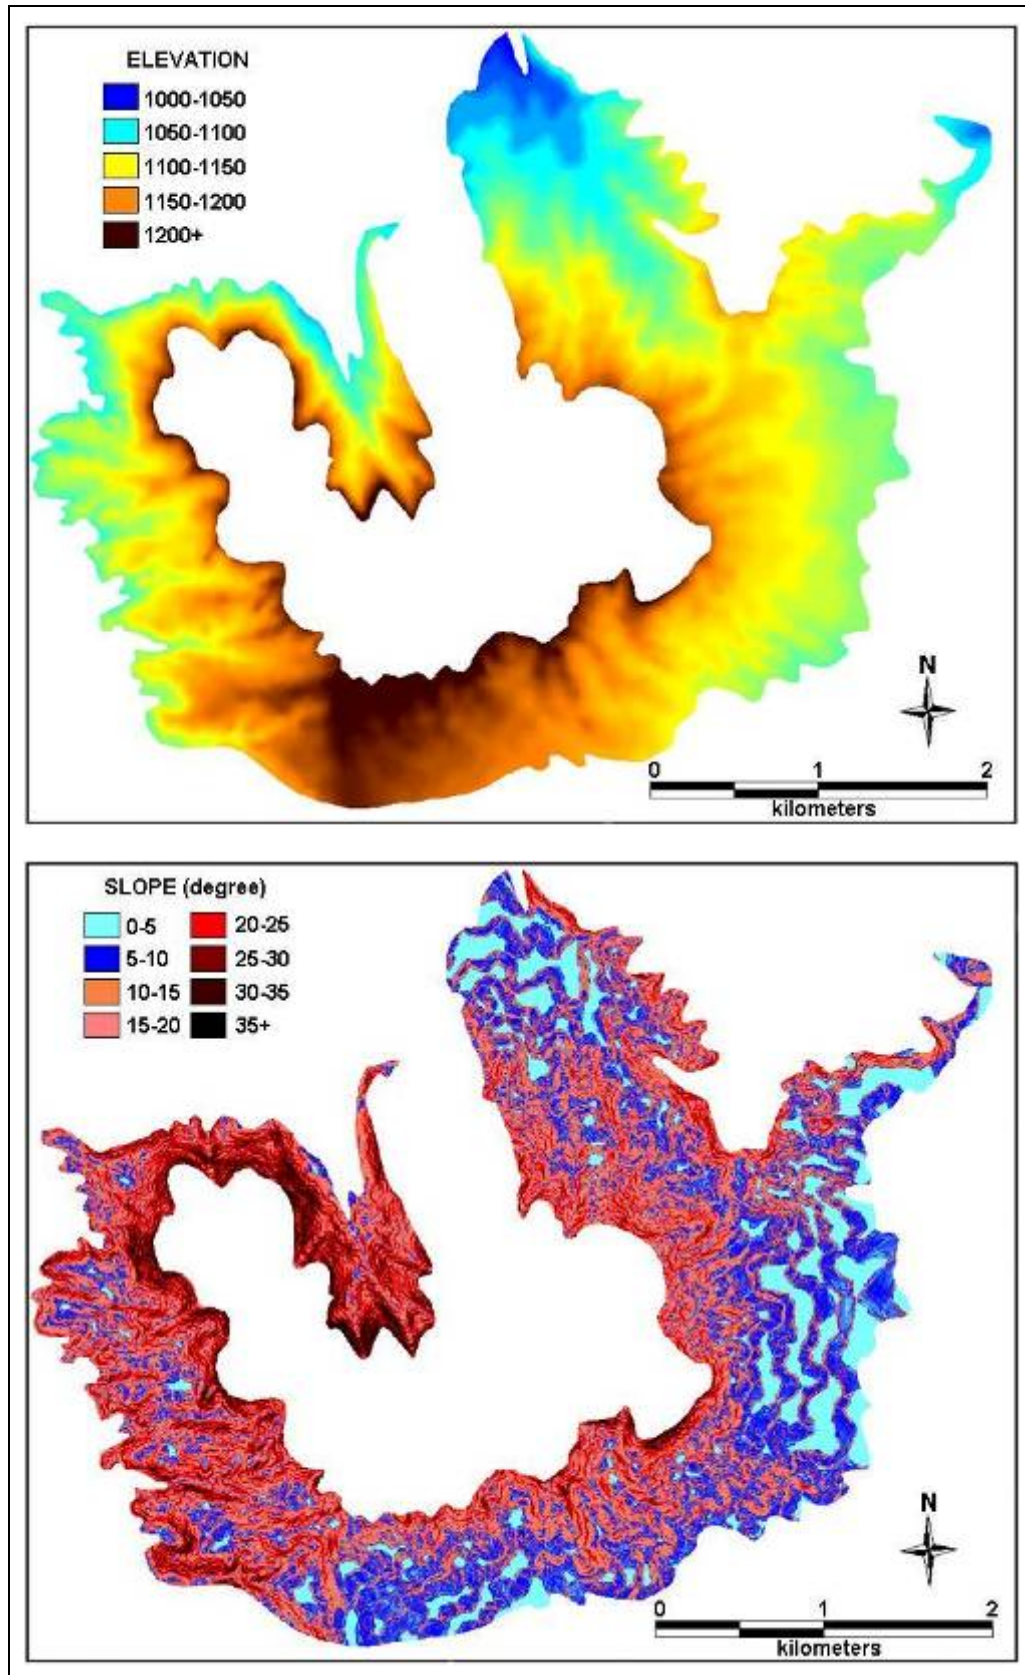 ELEVATION
1000-1050
1050-1100
1100-1150
1150-1200
1200+
N
0 1 2
kilometers
SLOPE (degree)
0-5 20-25
5-10 25-30
10-15 30-35
15-20 35+
N
0 1 2
kilometers